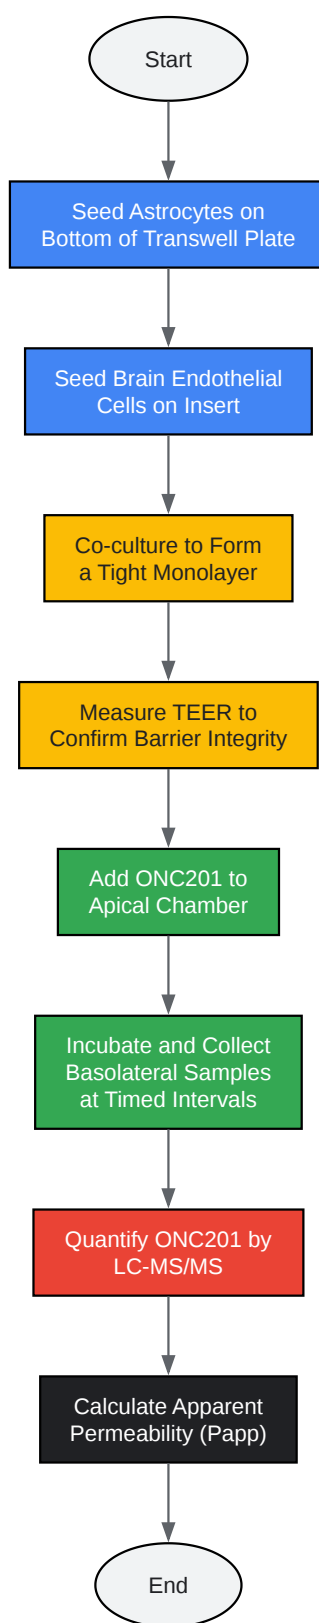 Start
Seed Astrocytes on
Bottom of Transwell Plate
Seed Brain Endothelial
Cells on Insert
Co-culture to Form
a Tight Monolayer
Measure TEER to
Confirm Barrier Integrity
Add ONC201 to
Apical Chamber
Incubate and Collect
Basolateral Samples
at Timed Intervals
Quantify ONC201 by
LC-MS/MS
Calculate Apparent
Permeability (Papp)
End